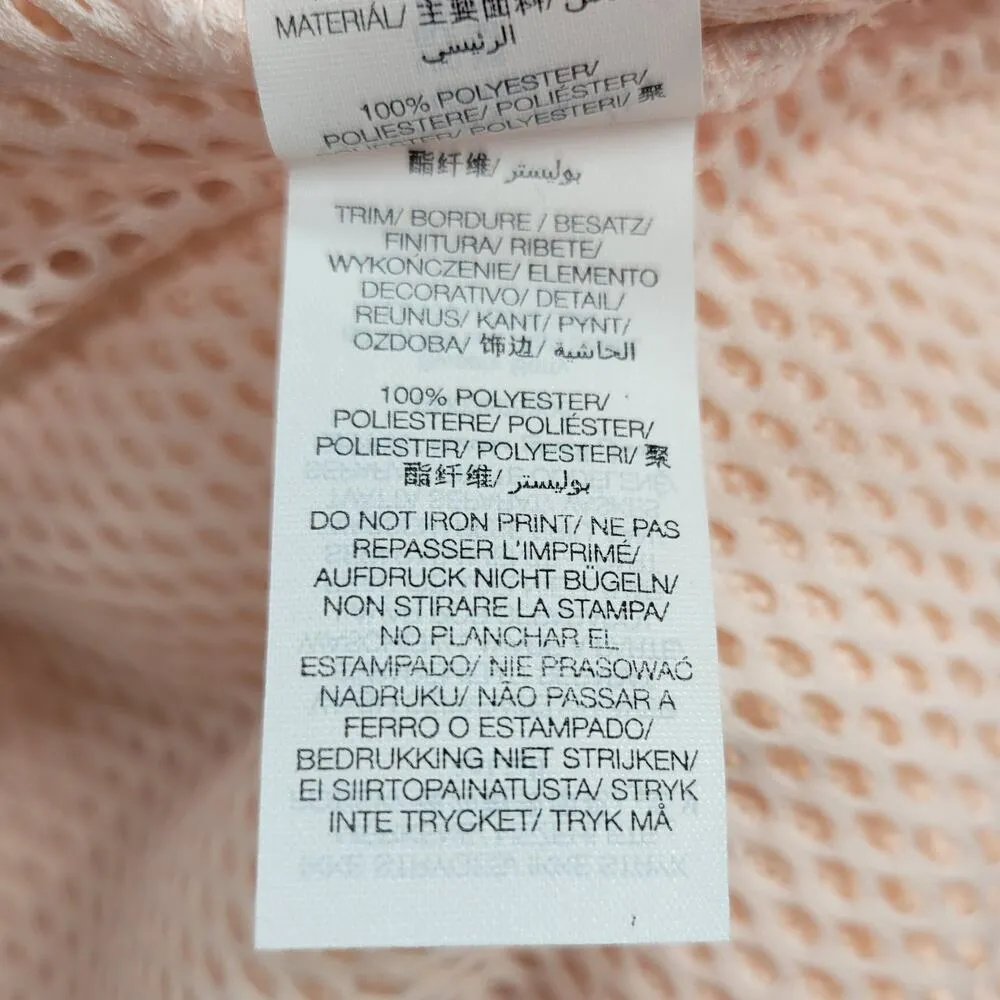 MATERIÁL/ 主要面料/
الرئيسي
100% POLYESTER/
POLIESTERE/ POLIÉSTER/
POLIESTER/ POLYESTERI/ 聚
酯纤维/ بوليستر
TRIM/ BORDURE / BESATZ/
FINITURA/ RIBETE/
WYKOŃCZENIE/ ELEMENTO
DECORATIVO/ DETAIL/
REUNUS/ KANT/ PYNT/
OZDOBA/ 饰边/ الحاشية
100% POLYESTER/
POLIESTERE/ POLIÉSTER/
POLIESTER/ POLYESTERI/ 聚
酯纤维/ بوليستر
DO NOT IRON PRINT/ NE PAS
REPASSER L'IMPRIMÉ/
AUFDRUCK NICHT BÜGELN/
NON STIRARE LA STAMPA/
NO PLANCHAR EL
ESTAMPADO/ NIE PRASOWAĆ
NADRUKU/ NÃO PASSAR A
FERRO O ESTAMPADO/
BEDRUKKING NIET STRIJKEN/
EI SIIRTOPAINATUSTA/ STRYK
INTE TRYCKET/ TRYK MÅ